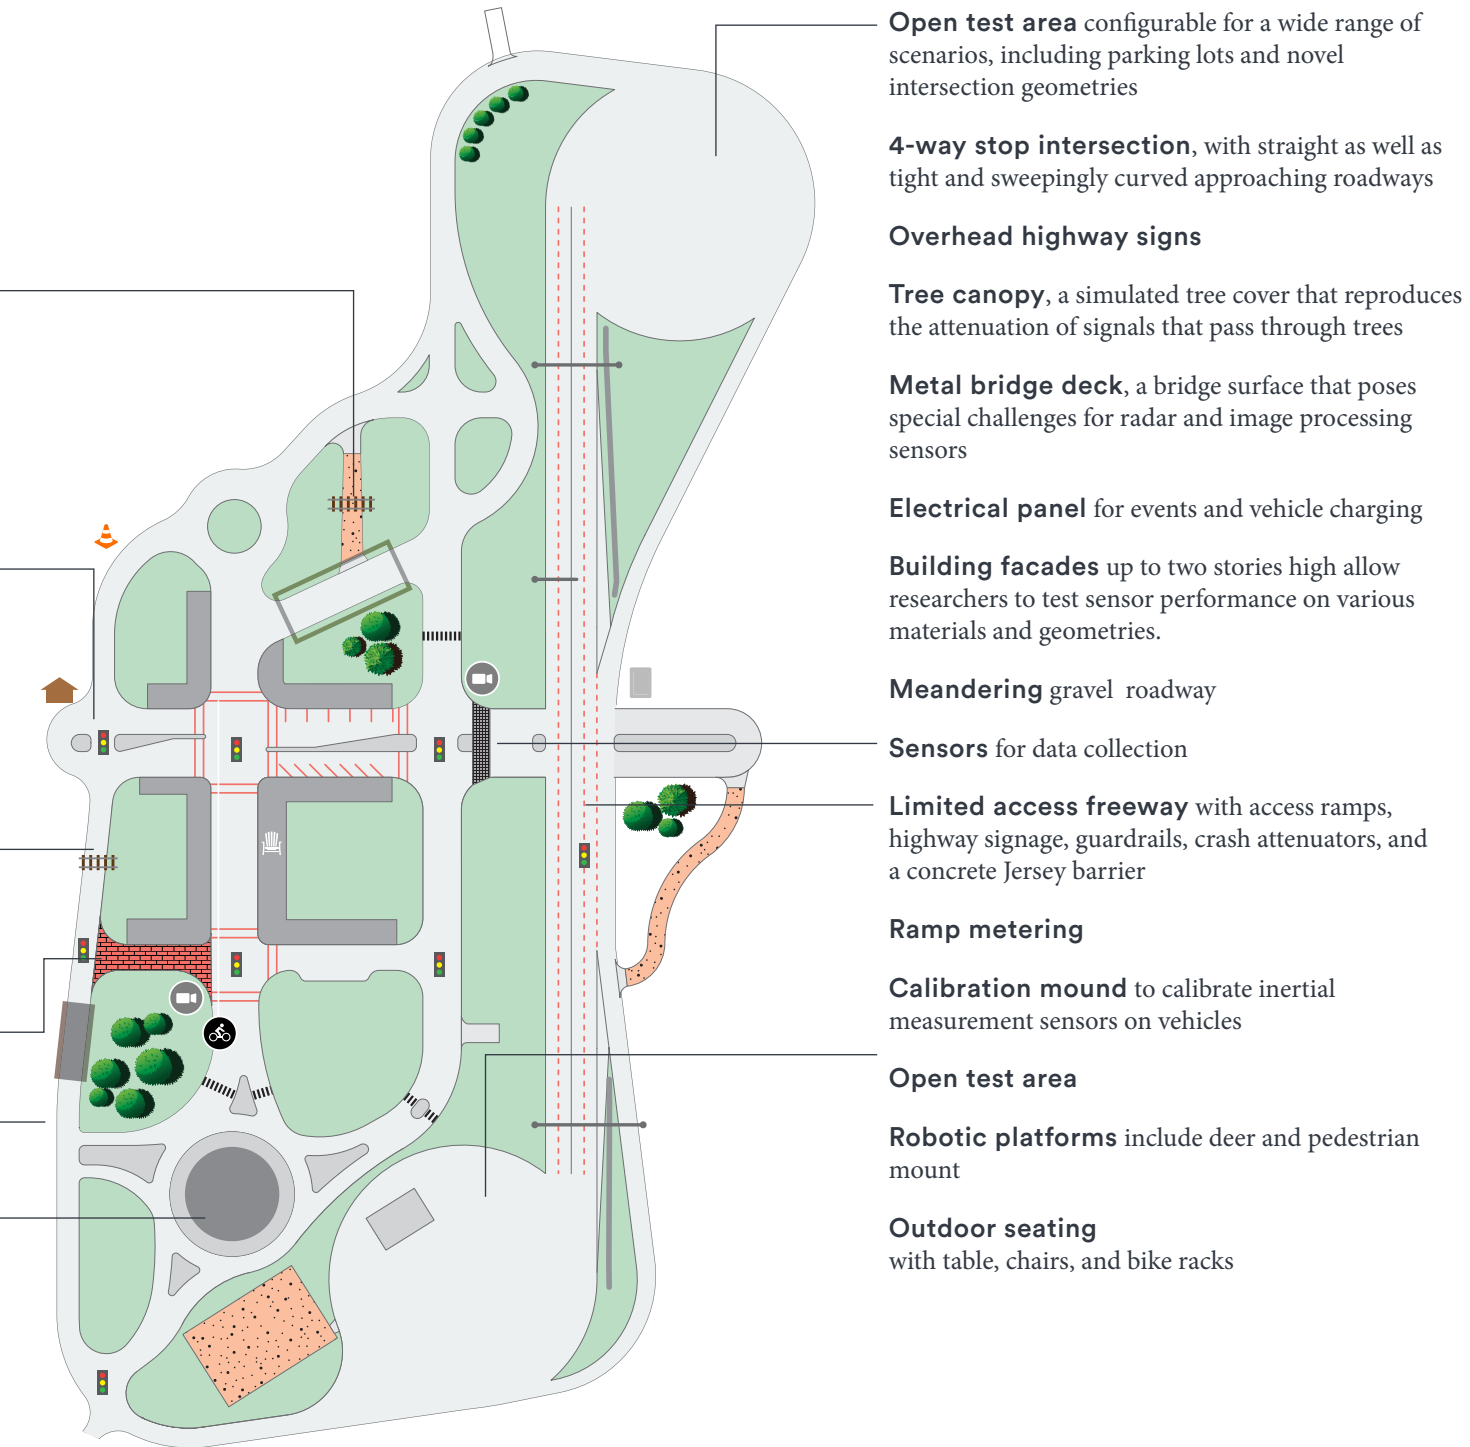 Open test area configurable for a wide range of
scenarios, including parking lots and novel
intersection geometries
4-way stop intersection, with straight as well as
tight and sweepingly curved approaching roadways
Overhead highway signs
Tree canopy, a simulated tree cover that reproduces
the attenuation of signals that pass through trees
Metal bridge deck, a bridge surface that poses
special challenges for radar and image processing
sensors
Electrical panel for events and vehicle charging
Building facades up to two stories high allow
researchers to test sensor performance on various
materials and geometries.
Meandering gravel roadway
Sensors for data collection
Limited access freeway with access ramps,
highway signage, guardrails, crash attenuators, and
a concrete Jersey barrier
Ramp metering
Calibration mound to calibrate inertial
measurement sensors on vehicles
Open test area
Robotic platforms include deer and pedestrian
mount
Outdoor seating
with table, chairs, and bike racks